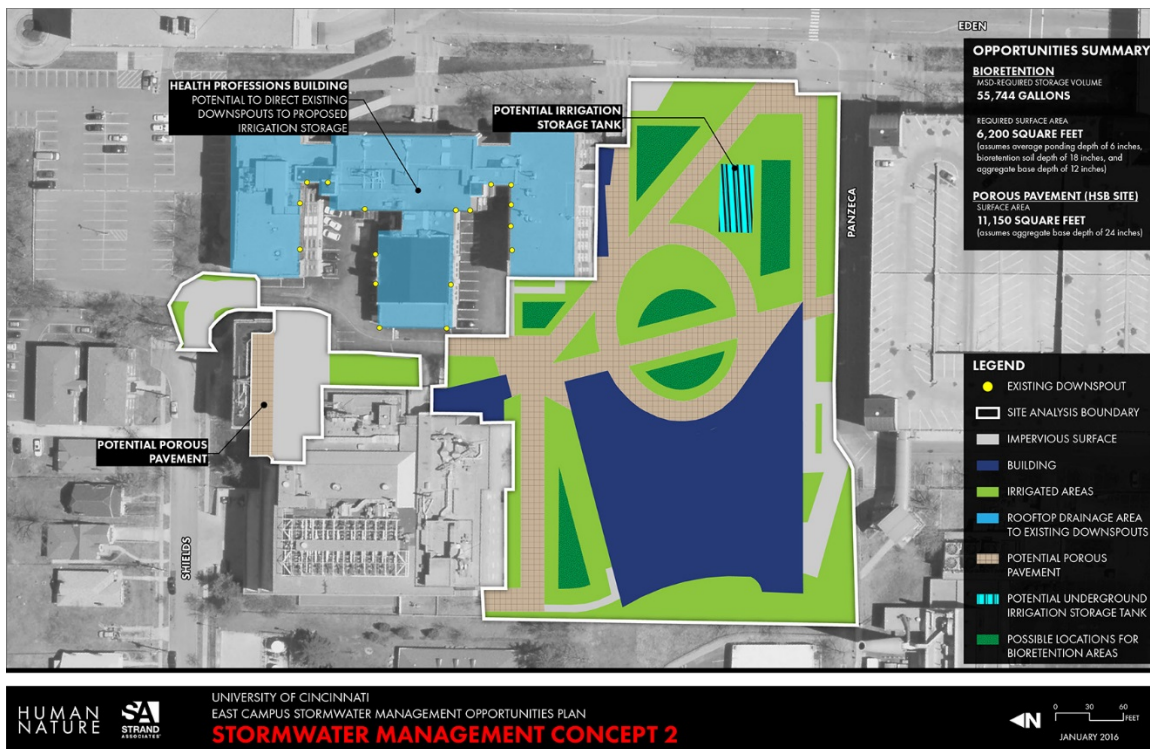 EDEN
HEALTH PROFESSIONS BUILDING
POTENTIAL TO DIRECT EXISTING
DOWNSPOUTS TO PROPOSED
IRRIGATION STORAGE
POTENTIAL IRRIGATION
STORAGE TANK
PANZECA
POTENTIAL POROUS
PAVEMENT
SHIELDS
OPPORTUNITIES SUMMARY
BIORETENTION
MSD-REQUIRED STORAGE VOLUME
55,744 GALLONS
REQUIRED SURFACE AREA
6,200 SQUARE FEET
(assumes average ponding depth of 6 inches,
bioretention soil depth of 18 inches, and
aggregate base depth of 12 inches)
POROUS PAVEMENT (HSB SITE)
SURFACE AREA
11,150 SQUARE FEET
(assumes aggregate base depth of 24 inches)
LEGEND
EXISTING DOWNSPOUT
SITE ANALYSIS BOUNDARY
IMPERVIOUS SURFACE
BUILDING
IRRIGATED AREAS
ROOFTOP DRAINAGE AREA
TO EXISTING DOWNSPOUTS
POTENTIAL POROUS
PAVEMENT
POTENTIAL UNDERGROUND
IRRIGATION STORAGE TANK
POSSIBLE LOCATIONS FOR
BIORETENTION AREAS
HUMAN
NATURE
SA
STRAND
ASSOCIATES
UNIVERSITY OF CINCINNATI
EAST CAMPUS STORMWATER MANAGEMENT OPPORTUNITIES PLAN
STORMWATER MANAGEMENT CONCEPT 2
N
0 30 60
FEET
JANUARY 2016